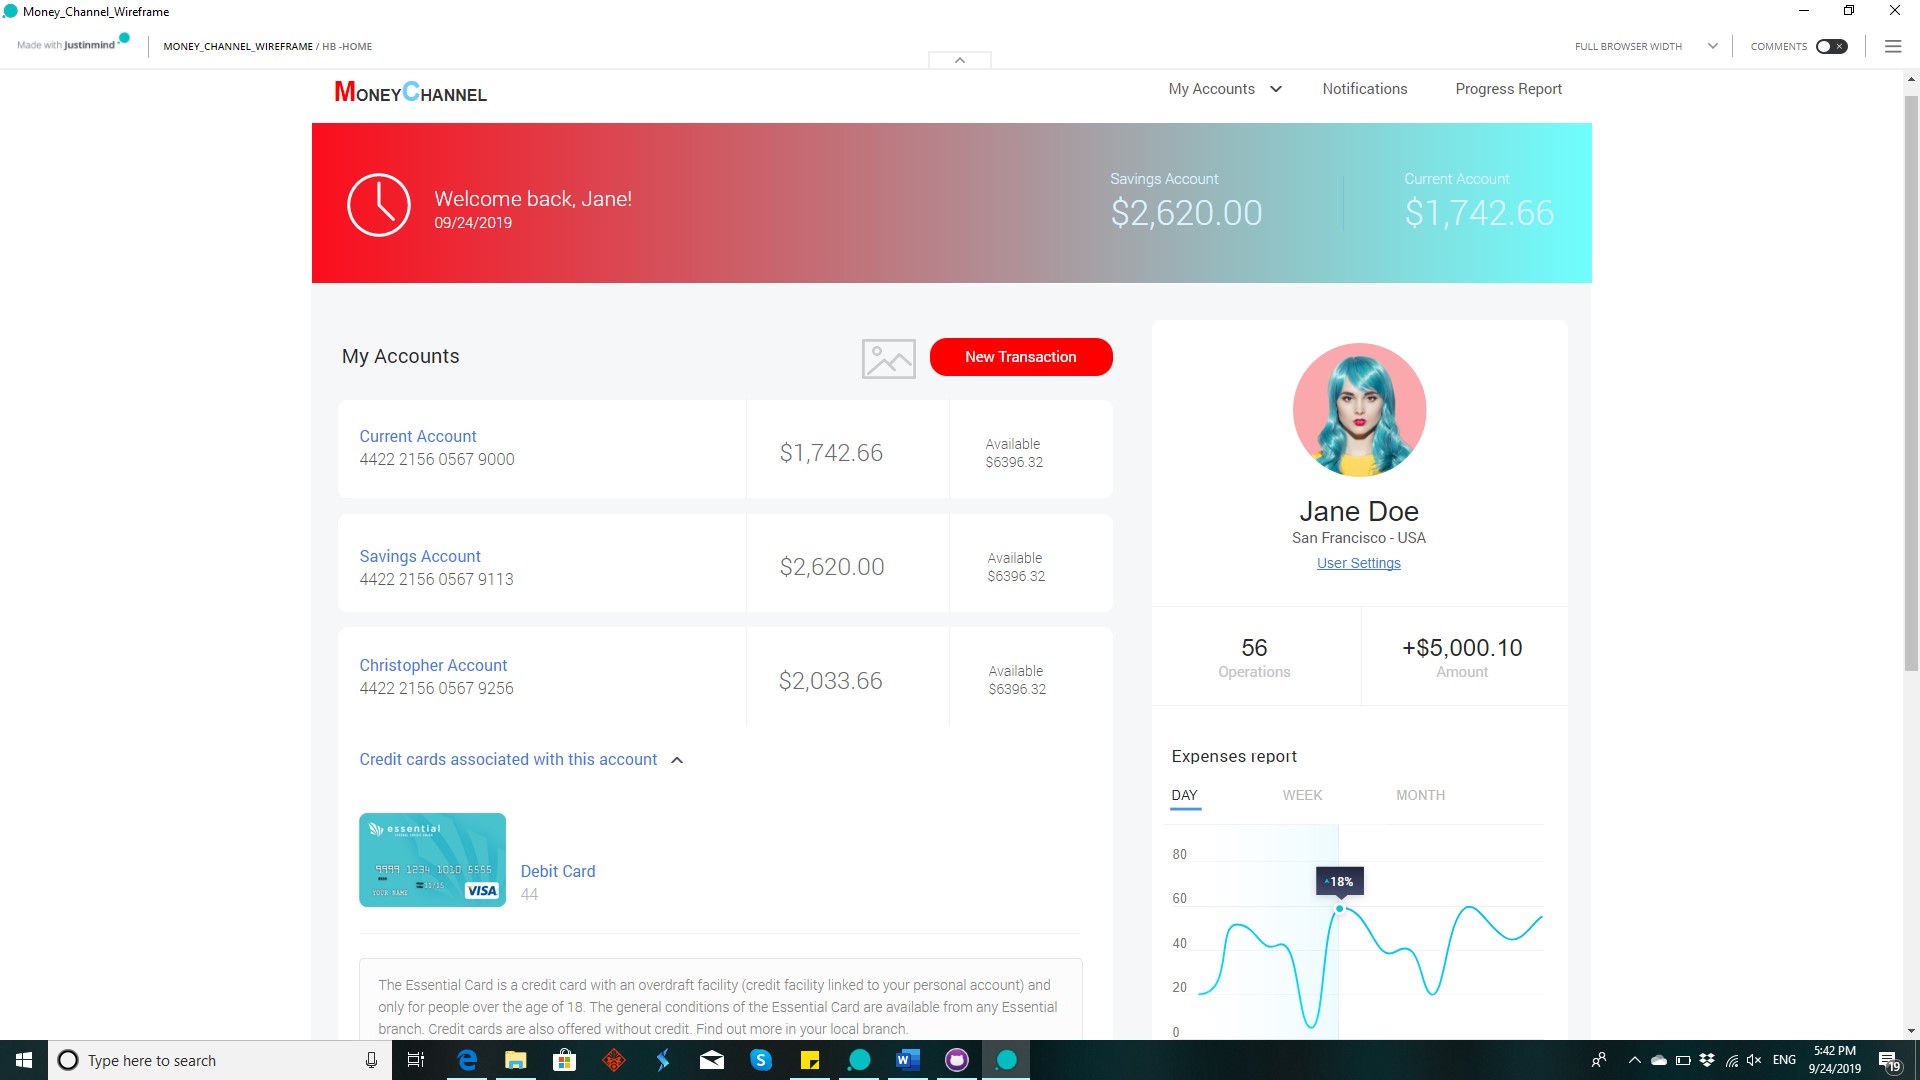 Money_Channel_Wireframe
Made with Justinmind
MONEY_CHANNEL_WIREFRAME / HB -HOME
FULL BROWSER WIDTH
COMMENTS
MONEYCHANNEL
My Accounts
Notifications
Progress Report
Welcome back, Jane!
09/24/2019
Savings Account
$2,620.00
Current Account
$1,742.66
My Accounts
New Transaction
Current Account
4422 2156 0567 9000
$1,742.66
Available
$6396.32
Savings Account
4422 2156 0567 9113
$2,620.00
Available
$6396.32
Christopher Account
4422 2156 0567 9256
$2,033.66
Available
$6396.32
Credit cards associated with this account
essential
9999 1234 1010 5555
YOUR NAME
VISA
Debit Card
44
The Essential Card is a credit card with an overdraft facility (credit facility linked to your personal account) and
only for people over the age of 18. The general conditions of the Essential Card are available from any Essential
branch. Credit cards are also offered without credit. Find out more in your local branch.
Jane Doe
San Francisco - USA
User Settings
56
Operations
+$5,000.10
Amount
Expenses report
DAY
WEEK
MONTH
80
60
40
20
0
18%
Type here to search
ENG
5:42 PM
9/24/2019
19